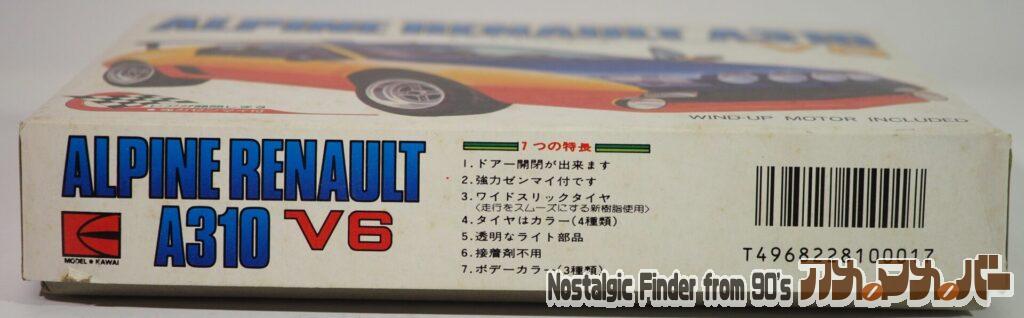 ALPINE RENAULT A310
V6
WIND-UP MOTOR INCLUDED
ALPINE RENAULT
A310 V6
MODEL KAWAI
7つの特長
1.ドアー開閉が出来ます
2.強力ゼンマイ付です
3.ワイドスリックタイヤ
〈走行をスムーズにする新樹脂使用〉
4.タイヤはカラー(4種類)
5.透明なライト部品
6.接着剤不用
7.ボデーカラー(3種類)
T4968228100017
Nostalgic Finder from 90's